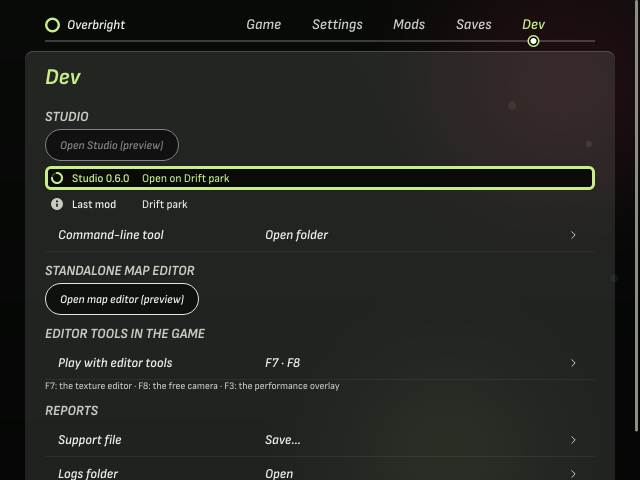 Overbright
Game Settings Mods Saves Dev
Dev
STUDIO
Open Studio (preview)
Studio 0.6.0 Open on Drift park
Last mod Drift park
Command-line tool Open folder
STANDALONE MAP EDITOR
Open map editor (preview)
EDITOR TOOLS IN THE GAME
Play with editor tools F7 · F8
F7: the texture editor · F8: the free camera · F3: the performance overlay
REPORTS
Support file Save...
Logs folder Open